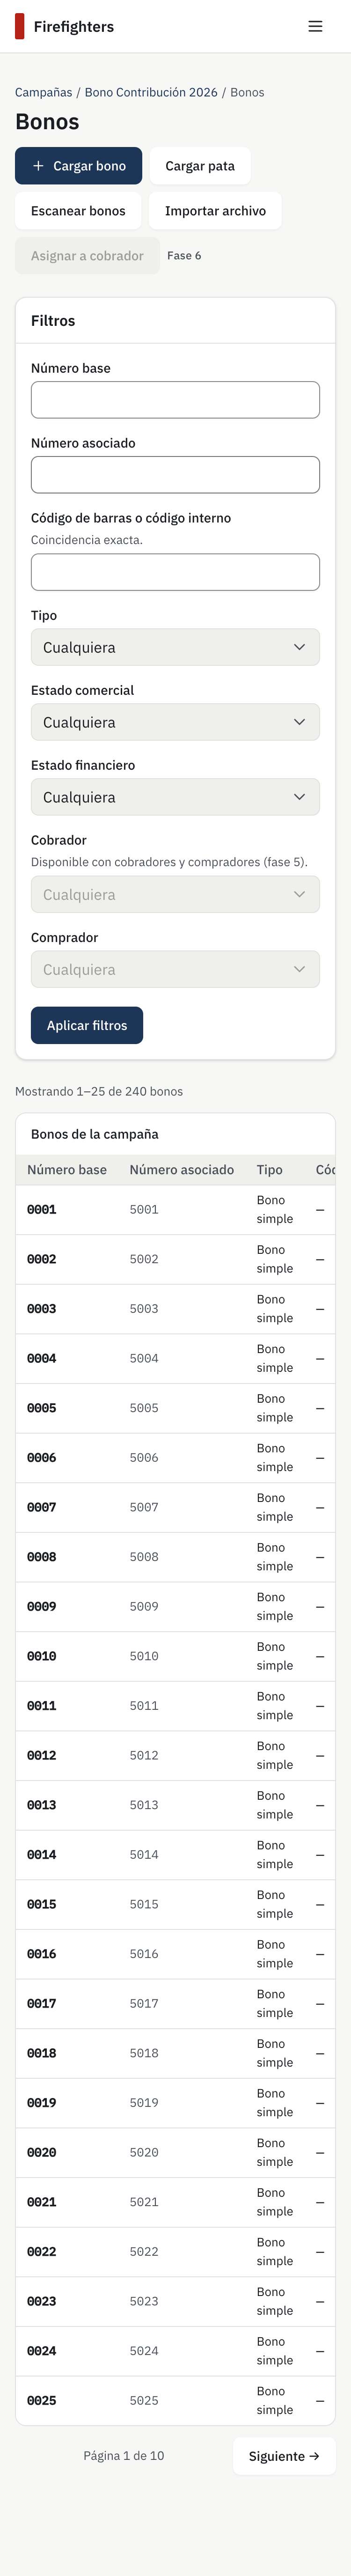 Firefighters
Campañas / Bono Contribución 2026 / Bonos
Bonos
+ Cargar bono
Cargar pata
Escanear bonos
Importar archivo
Asignar a cobrador
Fase 6
Filtros
Número base
Número asociado
Código de barras o código interno
Coincidencia exacta.
Tipo
Cualquiera
Estado comercial
Cualquiera
Estado financiero
Cualquiera
Cobrador
Disponible con cobradores y compradores (fase 5).
Cualquiera
Comprador
Cualquiera
Aplicar filtros
Mostrando 1–25 de 240 bonos
Bonos de la campaña
Número base Número asociado Tipo Cód
0001 5001 Bono simple –
0002 5002 Bono simple –
0003 5003 Bono simple –
0004 5004 Bono simple –
0005 5005 Bono simple –
0006 5006 Bono simple –
0007 5007 Bono simple –
0008 5008 Bono simple –
0009 5009 Bono simple –
0010 5010 Bono simple –
0011 5011 Bono simple –
0012 5012 Bono simple –
0013 5013 Bono simple –
0014 5014 Bono simple –
0015 5015 Bono simple –
0016 5016 Bono simple –
0017 5017 Bono simple –
0018 5018 Bono simple –
0019 5019 Bono simple –
0020 5020 Bono simple –
0021 5021 Bono simple –
0022 5022 Bono simple –
0023 5023 Bono simple –
0024 5024 Bono simple –
0025 5025 Bono simple –
Página 1 de 10
Siguiente →